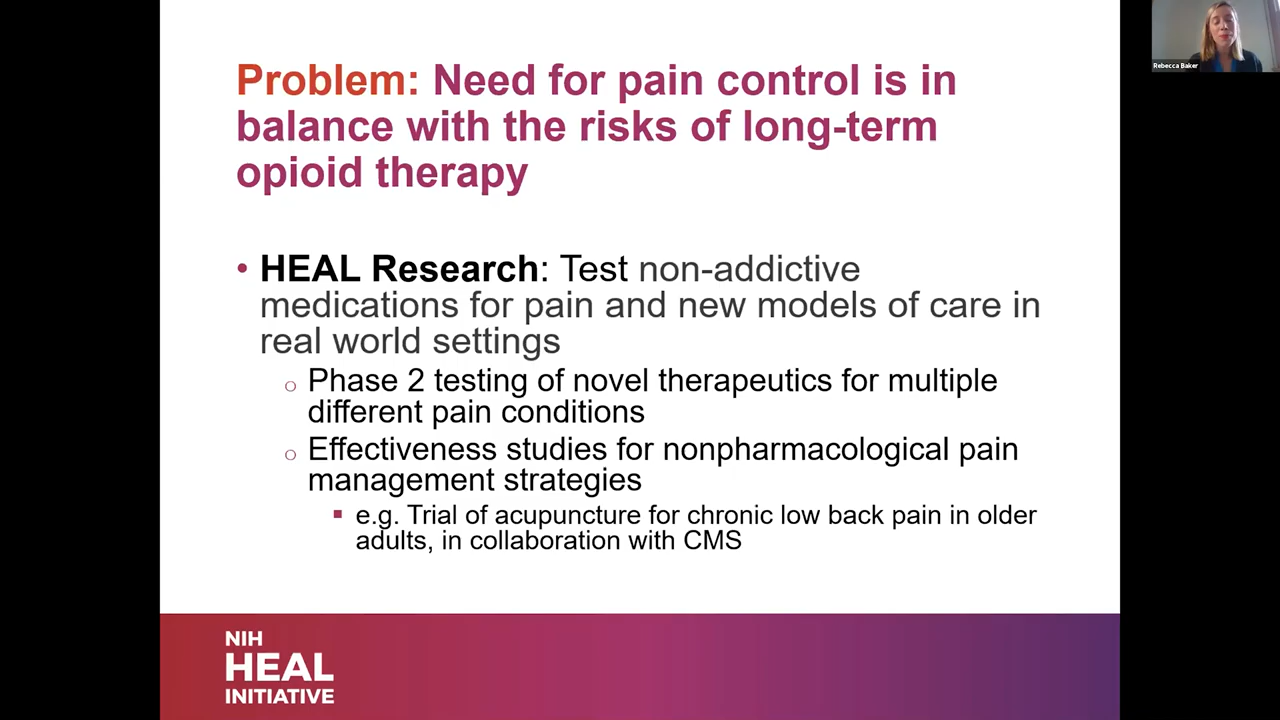 Problem: Need for pain control is in
balance with the risks of long-term
opioid therapy
• HEAL Research: Test non-addictive
medications for pain and new models of care in
real world settings
○ Phase 2 testing of novel therapeutics for multiple
different pain conditions
○ Effectiveness studies for nonpharmacological pain
management strategies
▪ e.g. Trial of acupuncture for chronic low back pain in older
adults, in collaboration with CMS
NIH
HEAL
INITIATIVE
Rebecca Baker